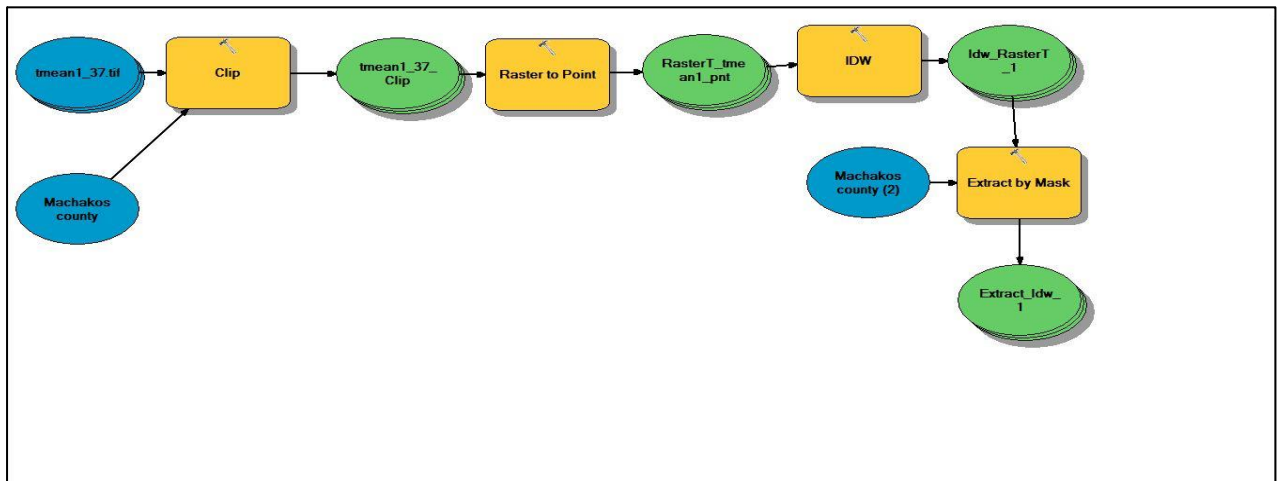 tmean1_37.tif
Clip
tmean1_37_
Clip
Raster to Point
RasterT_tme
an1_pnt
IDW
Idw_RasterT
_1
Machakos
county
Machakos
county (2)
Extract by Mask
Extract_Idw_
1